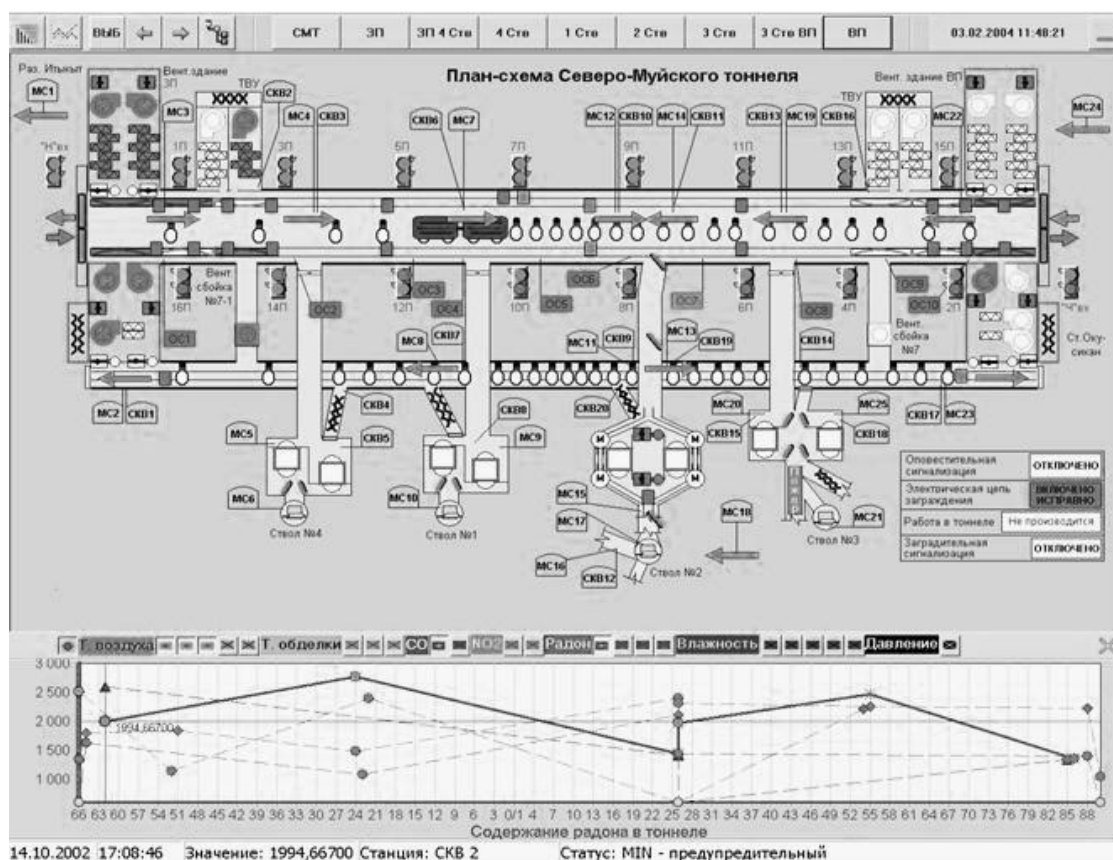 ВЫБ СМТ ЗП ЗП 4 Ств 4 Ств 1 Ств 2 Ств 3 Ств 3 Ств ВП ВП 03.02.2004 11:48:21
План-схема Северо-Муйского тоннеля
Раз. Итыкыт
Вент.здание ЗП
ТВУ
ТВУ
Вент. здание ВП
МС1
МС3
СКВ2
МС4 СКВ3
СКВ6 МС7
МС12 СКВ10 МС14 СКВ11
СКВ13 МС19 СКВ16
МС22
МС24
"Н"вх 1П 3П 5П 7П 9П 11П 13П 15П
16П 14П 12П 10П 8П 6П 4П 2П "Ч"вх
Вент. сбойка №7-1
Вент. сбойка №7
ОС1 ОС2 ОС3 ОС4 ОС5 ОС6 ОС7 ОС8 ОС9 ОС10
Ст.Оку-
сикан
МС8 СКВ7
МС11 СКВ9
МС13 СКВ19
СКВ14
МС2 СКВ1
СКВ4
СКВ20
МС20
МС25
СКВ17 МС23
МС5
СКВ5
СКВ8
МС9
М М
М М
СКВ15
СКВ18
МС6
МС10
МС15
МС17
МС18
МС21
МС16
СКВ12
Ствол №4
Ствол №1
Ствол №2
Ствол №3
Оповестительная сигнализация ОТКЛЮЧЕНО
Электрическая цепь заграждения ВКЛЮЧЕНО ИСПРАВНО
Работа в тоннеле Не производится
Заградительная сигнализация ОТКЛЮЧЕНО
Т. воздуха Т. обделки СО NO2 Радон Влажность Давление
3 000
2 500
2 000
1 500
1 000
1994,66700
66 63 60 57 54 51 48 45 42 39 36 33 30 27 24 21 18 15 12 9 6 3 0/1 4 7 10 13 16 19 22 25 28 31 34 37 40 43 46 49 52 55 58 61 64 67 70 73 76 79 82 85 88
Содержание радона в тоннеле
14.10.2002 17:08:46 Значение: 1994,66700 Станция: СКВ 2 Статус: MIN - предупредительный